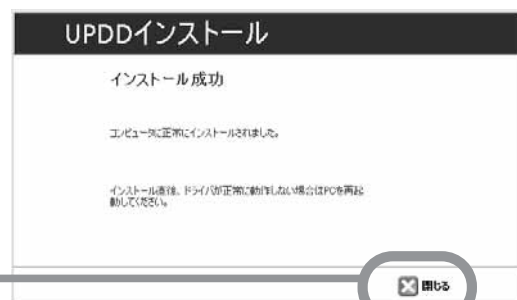 UPDDインストール
インストール成功
コンピュータに正常にインストールされました。
インストール直後、ドライバが正常に動作しない場合はPCを再起
動してください。
閉じる